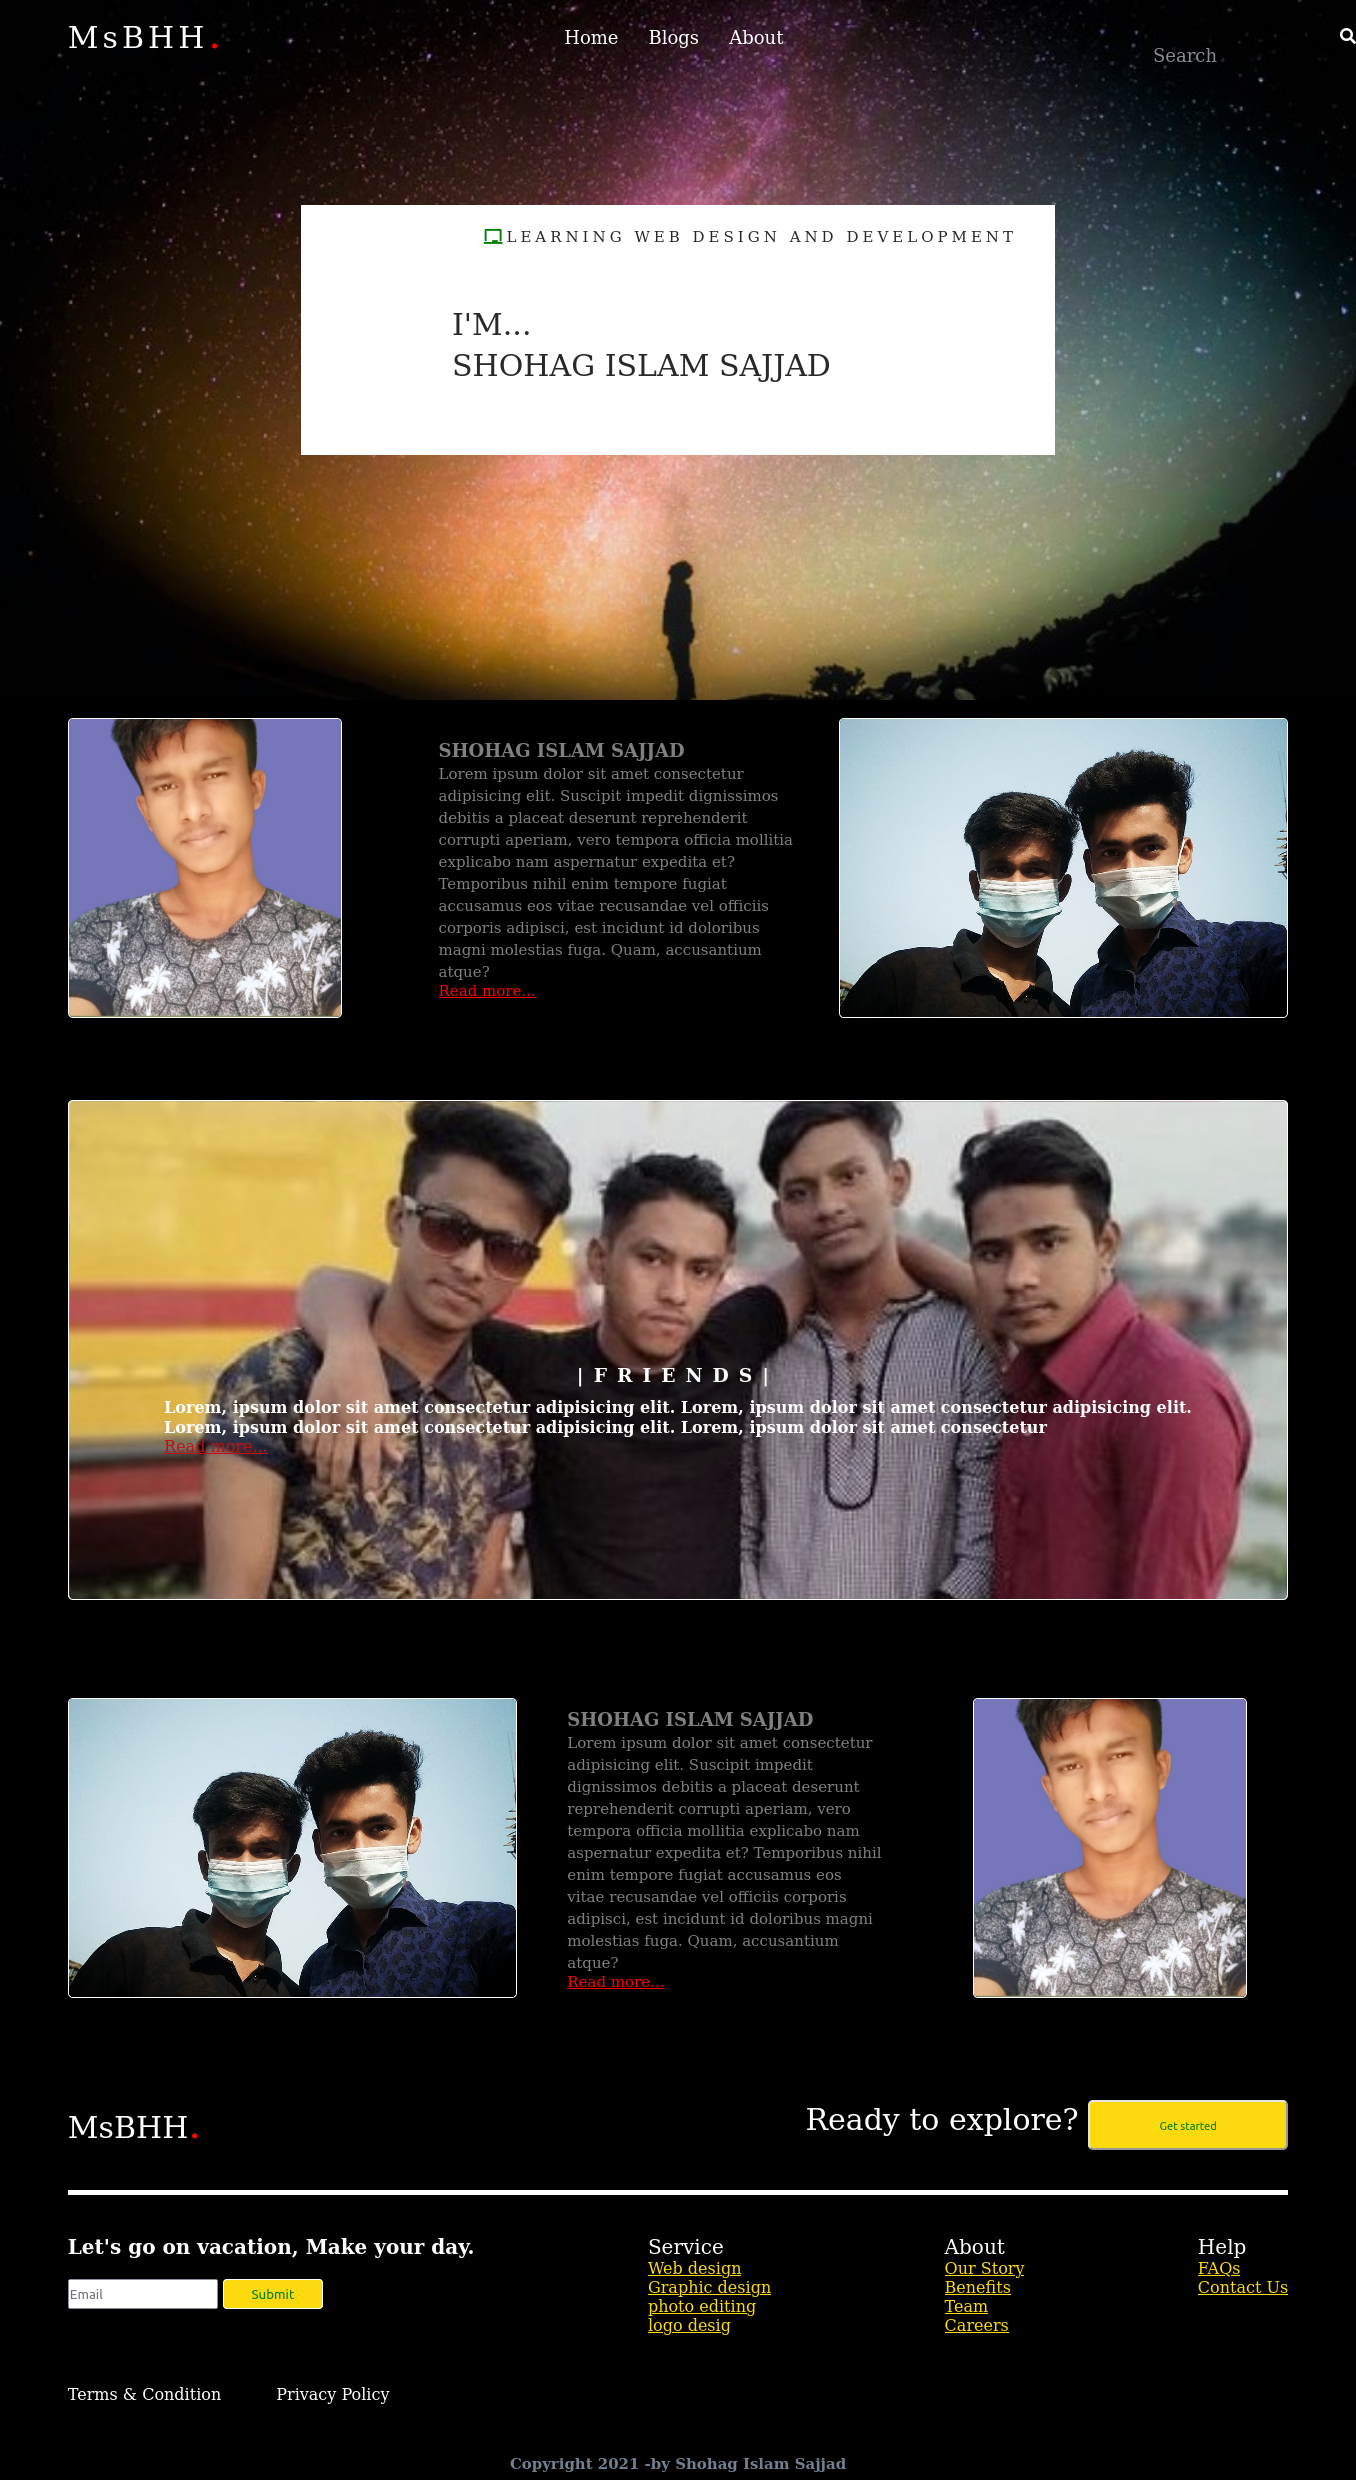 MsBHH.
Home Blogs About
Search
LEARNING WEB DESIGN AND DEVELOPMENT
I'M...
SHOHAG ISLAM SAJJAD
SHOHAG ISLAM SAJJAD
Lorem ipsum dolor sit amet consectetur
adipisicing elit. Suscipit impedit dignissimos
debitis a placeat deserunt reprehenderit
corrupti aperiam, vero tempora officia mollitia
explicabo nam aspernatur expedita et?
Temporibus nihil enim tempore fugiat
accusamus eos vitae recusandae vel officiis
corporis adipisci, est incidunt id doloribus
magni molestias fuga. Quam, accusantium
atque?
Read more...
| F R I E N D S |
Lorem, ipsum dolor sit amet consectetur adipisicing elit. Lorem, ipsum dolor sit amet consectetur adipisicing elit.
Lorem, ipsum dolor sit amet consectetur adipisicing elit. Lorem, ipsum dolor sit amet consectetur
Read more...
SHOHAG ISLAM SAJJAD
Lorem ipsum dolor sit amet consectetur
adipisicing elit. Suscipit impedit
dignissimos debitis a placeat deserunt
reprehenderit corrupti aperiam, vero
tempora officia mollitia explicabo nam
aspernatur expedita et? Temporibus nihil
enim tempore fugiat accusamus eos
vitae recusandae vel officiis corporis
adipisci, est incidunt id doloribus magni
molestias fuga. Quam, accusantium
atque?
Read more...
MsBHH.
Ready to explore? Get started
Let's go on vacation, Make your day.
Email Submit
Service
Web design
Graphic design
photo editing
logo desig
About
Our Story
Benefits
Team
Careers
Help
FAQs
Contact Us
Terms & Condition Privacy Policy
Copyright 2021 -by Shohag Islam Sajjad